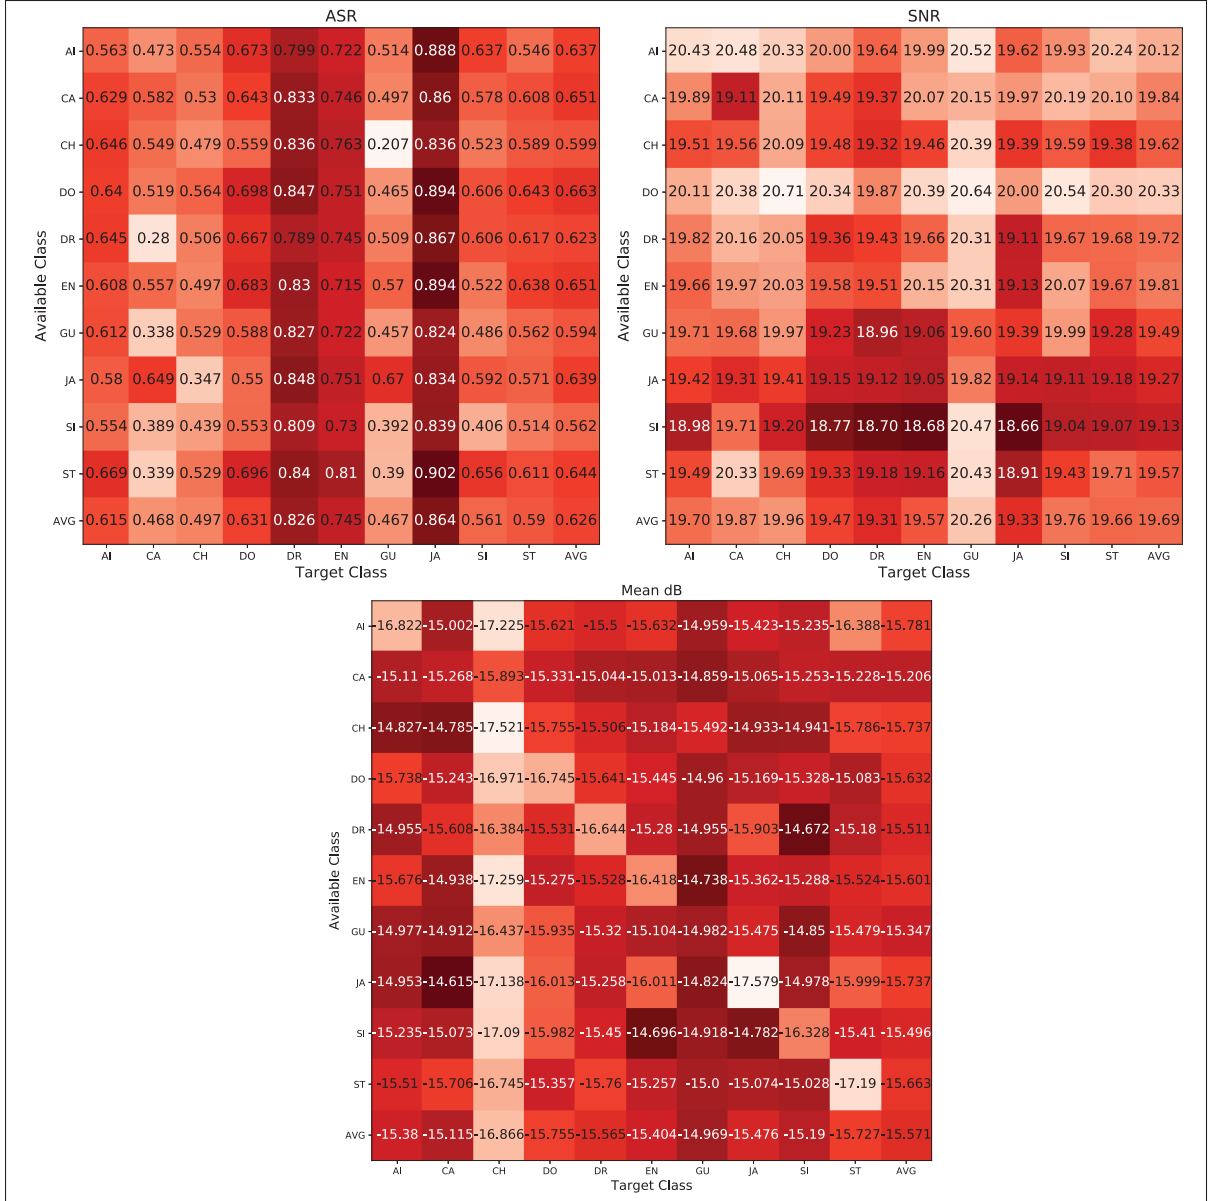 ASR
AI 0.563 0.473 0.554 0.673 0.799 0.722 0.514 0.888 0.637 0.546 0.637
CA 0.629 0.582 0.53 0.643 0.833 0.746 0.497 0.86 0.578 0.608 0.651
CH 0.646 0.549 0.479 0.559 0.836 0.763 0.207 0.836 0.523 0.589 0.599
DO 0.64 0.519 0.564 0.698 0.847 0.751 0.465 0.894 0.606 0.643 0.663
DR 0.645 0.28 0.506 0.667 0.789 0.745 0.509 0.867 0.606 0.617 0.623
EN 0.608 0.557 0.497 0.683 0.83 0.715 0.57 0.894 0.522 0.638 0.651
GU 0.612 0.338 0.529 0.588 0.827 0.722 0.457 0.824 0.486 0.562 0.594
JA 0.58 0.649 0.347 0.55 0.848 0.751 0.67 0.834 0.592 0.571 0.639
SI 0.554 0.389 0.439 0.553 0.809 0.73 0.392 0.839 0.406 0.514 0.562
ST 0.669 0.339 0.529 0.696 0.84 0.81 0.39 0.902 0.656 0.611 0.644
AVG 0.615 0.468 0.497 0.631 0.826 0.745 0.467 0.864 0.561 0.59 0.626
AI CA CH DO DR EN GU JA SI ST AVG
Target Class
Available Class
SNR
AI 20.43 20.48 20.33 20.00 19.64 19.99 20.52 19.62 19.93 20.24 20.12
CA 19.89 19.11 20.11 19.49 19.37 20.07 20.15 19.97 20.19 20.10 19.84
CH 19.51 19.56 20.09 19.48 19.32 19.46 20.39 19.39 19.59 19.38 19.62
DO 20.11 20.38 20.71 20.34 19.87 20.39 20.64 20.00 20.54 20.30 20.33
DR 19.82 20.16 20.05 19.36 19.43 19.66 20.31 19.11 19.67 19.68 19.72
EN 19.66 19.97 20.03 19.58 19.51 20.15 20.31 19.13 20.07 19.67 19.81
GU 19.71 19.68 19.97 19.23 18.96 19.06 19.60 19.39 19.99 19.28 19.49
JA 19.42 19.31 19.41 19.15 19.12 19.05 19.82 19.14 19.11 19.18 19.27
SI 18.98 19.71 19.20 18.77 18.70 18.68 20.47 18.66 19.04 19.07 19.13
ST 19.49 20.33 19.69 19.33 19.18 19.16 20.43 18.91 19.43 19.71 19.57
AVG 19.70 19.87 19.96 19.47 19.31 19.57 20.26 19.33 19.76 19.66 19.69
AI CA CH DO DR EN GU JA SI ST AVG
Target Class
Available Class
Mean dB
AI -16.822 -15.002 -17.225 -15.621 -15.5 -15.632 -14.959 -15.423 -15.235 -16.388 -15.781
CA -15.11 -15.268 -15.893 -15.331 -15.044 -15.013 -14.859 -15.065 -15.253 -15.228 -15.206
CH -14.827 -14.785 -17.521 -15.755 -15.506 -15.184 -15.492 -14.933 -14.941 -15.786 -15.737
DO -15.738 -15.243 -16.971 -16.745 -15.641 -15.445 -14.96 -15.169 -15.328 -15.083 -15.632
DR -14.955 -15.608 -16.384 -15.531 -16.644 -15.28 -14.955 -15.903 -14.672 -15.18 -15.511
EN -15.676 -14.938 -17.259 -15.275 -15.528 -16.418 -14.738 -15.362 -15.288 -15.524 -15.601
GU -14.977 -14.912 -16.437 -15.935 -15.32 -15.104 -14.982 -15.475 -14.85 -15.479 -15.347
JA -14.953 -14.615 -17.138 -16.013 -15.258 -16.011 -14.824 -17.579 -14.978 -15.999 -15.737
SI -15.235 -15.073 -17.09 -15.982 -15.45 -14.696 -14.918 -14.782 -16.328 -15.41 -15.496
ST -15.51 -15.706 -16.745 -15.357 -15.76 -15.257 -15.0 -15.074 -15.028 -17.19 -15.663
AVG -15.38 -15.115 -16.866 -15.755 -15.565 -15.404 -14.969 -15.476 -15.19 -15.727 -15.571
AI CA CH DO DR EN GU JA SI ST AVG
Target Class
Available Class